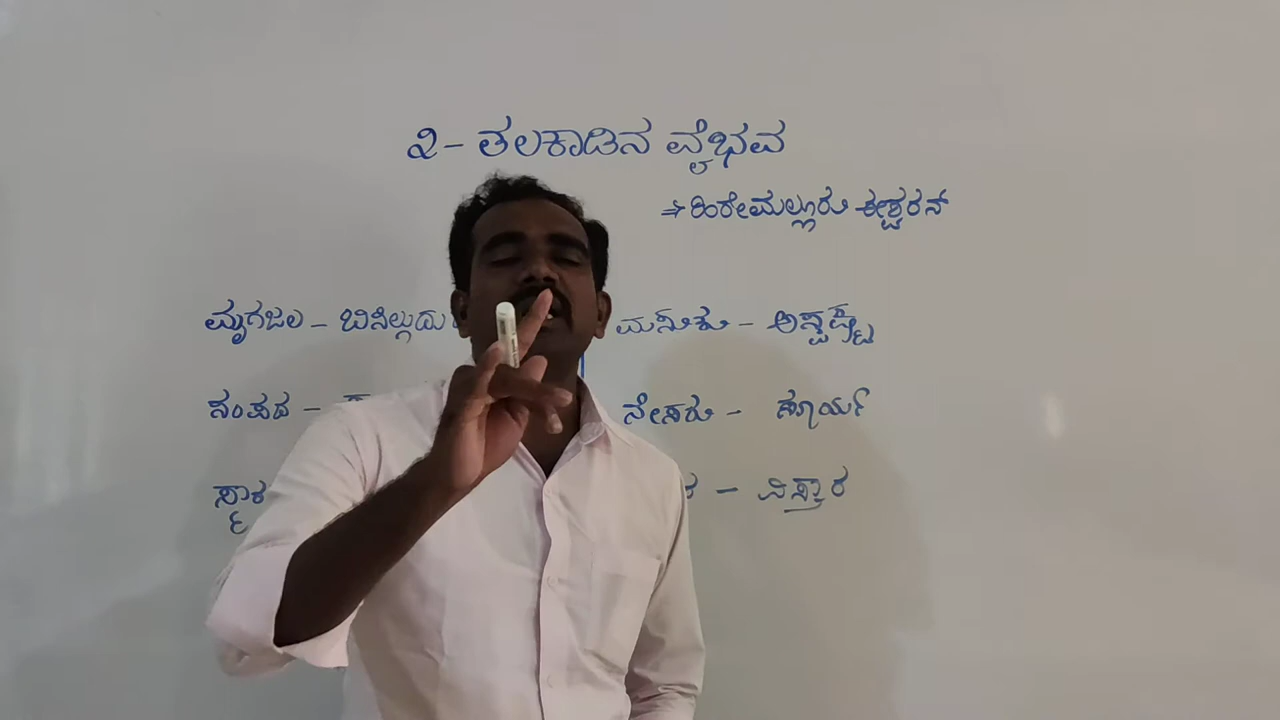 ೨ - ತಲಕಾಡಿನ ವೈಭವ
⇒ ಹಿರೇಮಲ್ಲೂರು ಈಶ್ವರನ್
ಮೃಗಜಲ - ಬಿಸಿಲ್ಗುದು ಮಸುಕು - ಅಸ್ಪಷ್ಟ
ಸಂಪದ - ನೇಸರು - ಸೂರ್ಯ
- ವಿಸ್ತಾರ